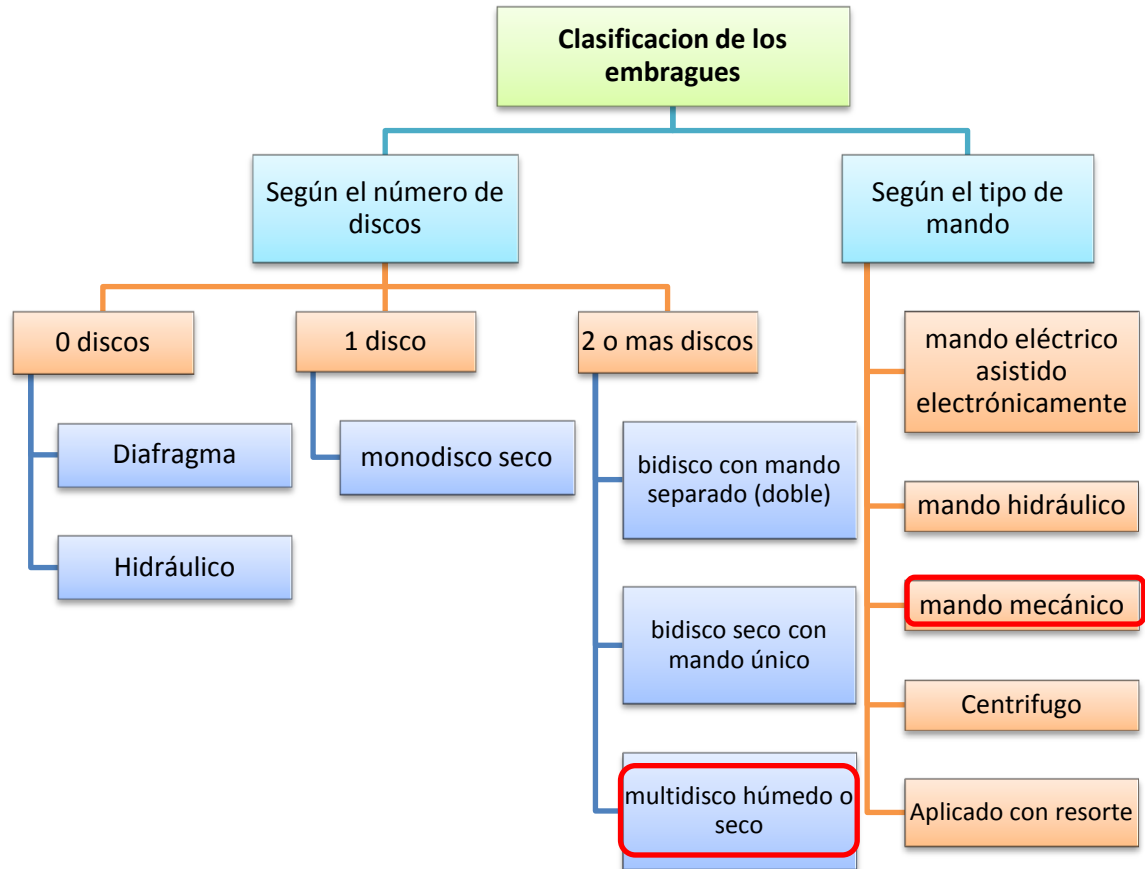 Clasificacion de los
embragues
Según el número de
discos
Según el tipo de
mando
0 discos
1 disco
2 o mas discos
Diafragma
Hidráulico
monodisco seco
bidisco con mando
separado (doble)
bidisco seco con
mando único
multidisco húmedo o
seco
mando eléctrico
asistido
electrónicamente
mando hidráulico
mando mecánico
Centrifugo
Aplicado con resorte